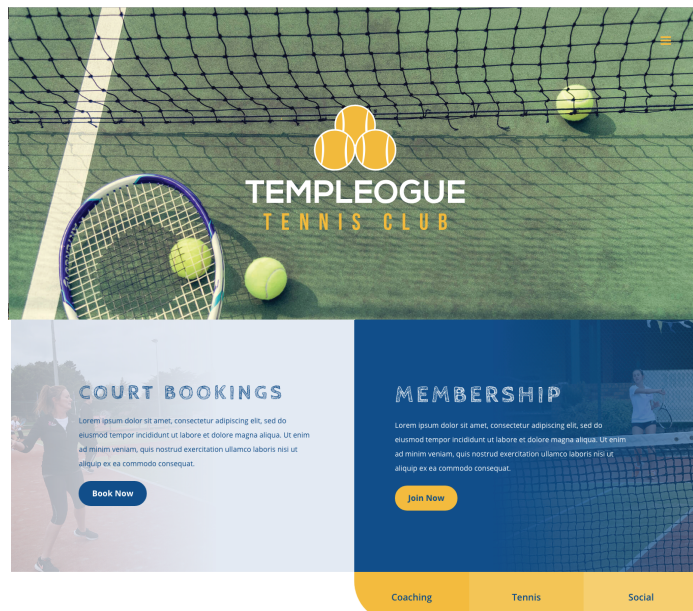 TEMPLEOGUE
TENNIS CLUB
COURT BOOKINGS
Lorem ipsum dolor sit amet, consectetur adipiscing elit, sed do
eiusmod tempor incididunt ut labore et dolore magna aliqua. Ut enim
ad minim veniam, quis nostrud exercitation ullamco laboris nisi ut
aliquip ex ea commodo consequat.
Book Now
MEMBERSHIP
Lorem ipsum dolor sit amet, consectetur adipiscing elit, sed do
eiusmod tempor incididunt ut labore et dolore magna aliqua. Ut enim
ad minim veniam, quis nostrud exercitation ullamco laboris nisi ut
aliquip ex ea commodo consequat.
Join Now
Coaching
Tennis
Social